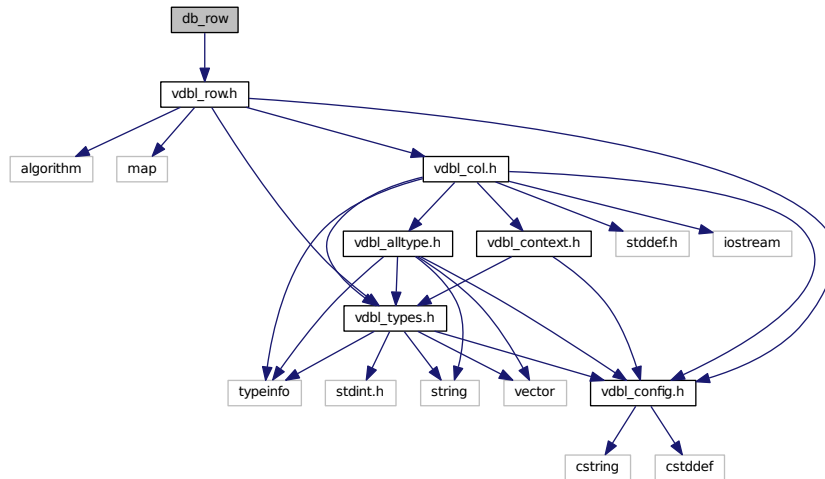 db_row
vdbl_row.h
algorithm
map
vdbl_col.h
vdbl_alltype.h
vdbl_context.h
stddef.h
iostream
vdbl_types.h
typeinfo
stdint.h
string
vector
vdbl_config.h
cstring
cstddef